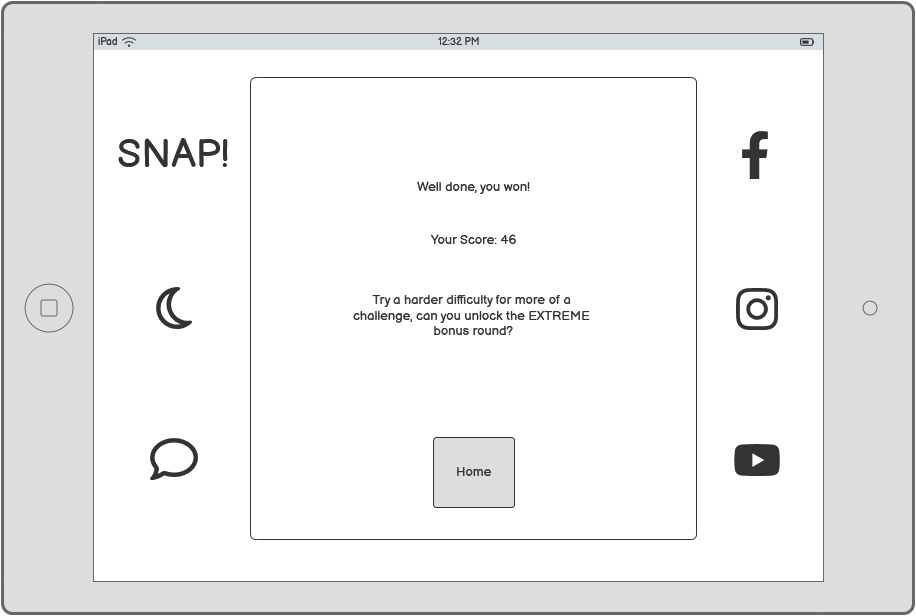 iPad
12:32 PM
SNAP!
Well done, you won!
Your Score: 46
Try a harder difficulty for more of a
challenge, can you unlock the EXTREME
bonus round?
Home